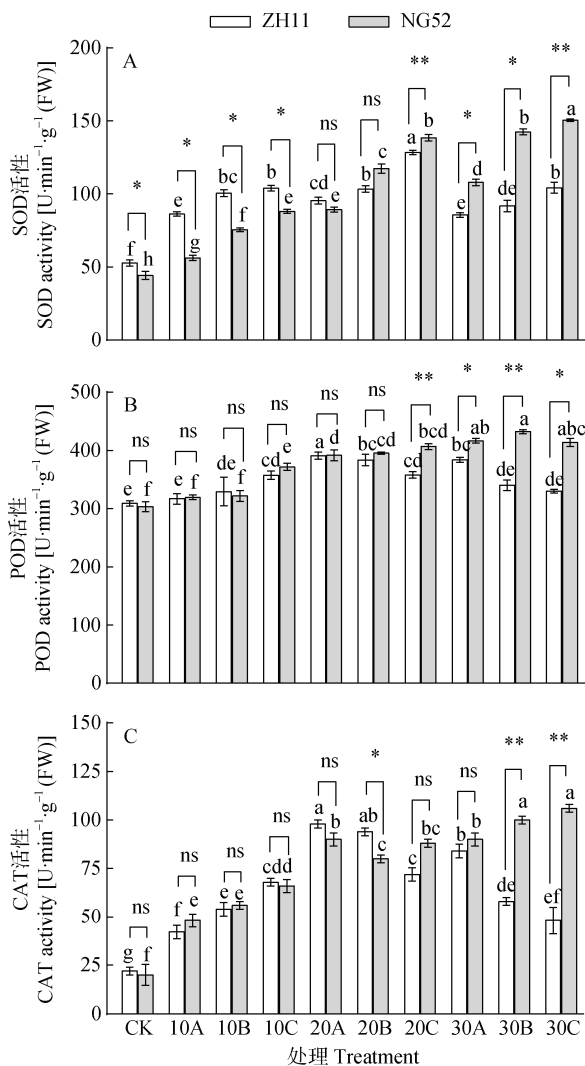 ZH11 NG52
A
SOD活性
SOD activity [U·min⁻¹·g⁻¹ (FW)]
200
150
100
50
0
* * * * ns ns ** * * **
f h e g bc f b e cd e b c a b e d de b b a
B
POD活性
POD activity [U·min⁻¹·g⁻¹ (FW)]
500
400
300
200
100
0
ns ns ns ns ns ns ** * ** *
e f e f de f cd e a d bc cd cd bcd bc ab de a de abc
C
CAT活性
CAT activity [U·min⁻¹·g⁻¹ (FW)]
150
125
100
75
50
25
0
ns ns ns ns ns * ns ns ** **
g f f e e e cd d a b ab c c bc b b de a ef a
CK 10A 10B 10C 20A 20B 20C 30A 30B 30C
处理 Treatment